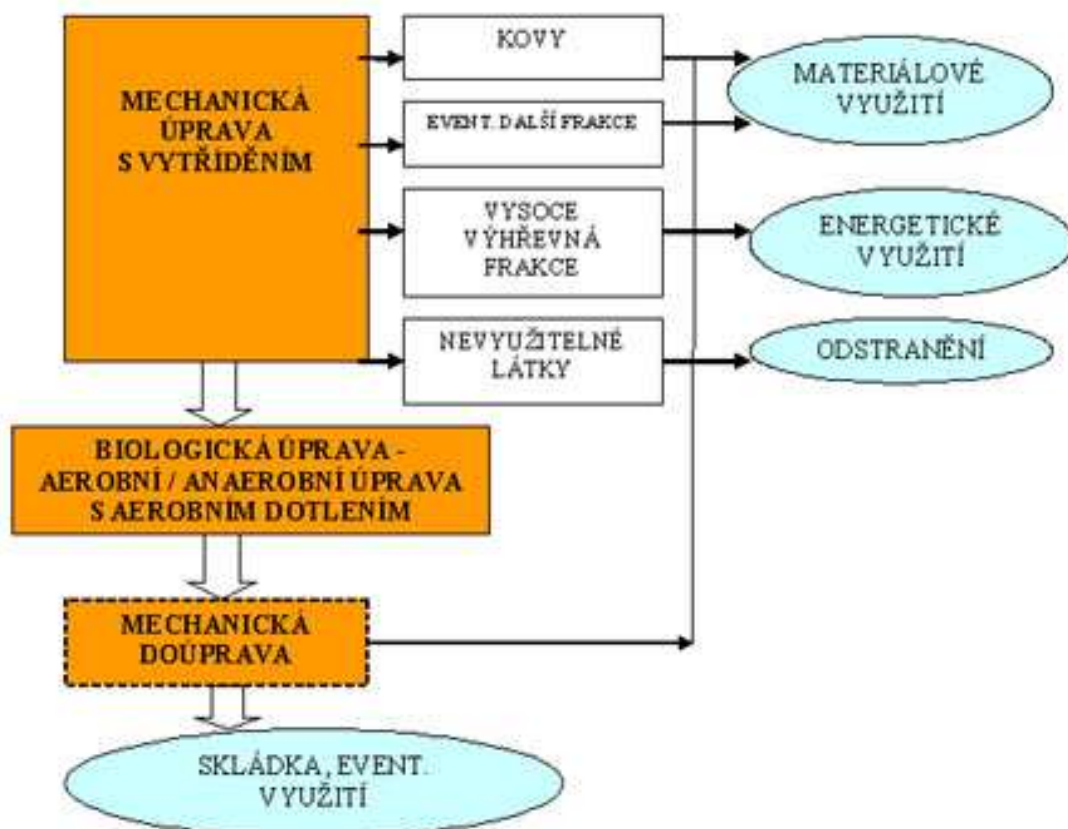 MECHANICKÁ
ÚPRAVA
S VYTŘÍDĚNÍM
KOVY
EVENT. DALŠÍ FRAKCE
VYSOCE
VÝHŘEVNÁ
FRAKCE
NEVYUŽITELNÉ
LÁTKY
MATERIÁLOVÉ
VYUŽITÍ
ENERGETICKÉ
VYUŽITÍ
ODSTRANĚNÍ
BIOLOGICKÁ ÚPRAVA -
AEROBNÍ / ANAEROBNÍ ÚPRAVA
S AEROBNÍM DOTLENÍM
MECHANICKÁ
DOÚPRAVA
SKLÁDKA, EVENT.
VYUŽITÍ